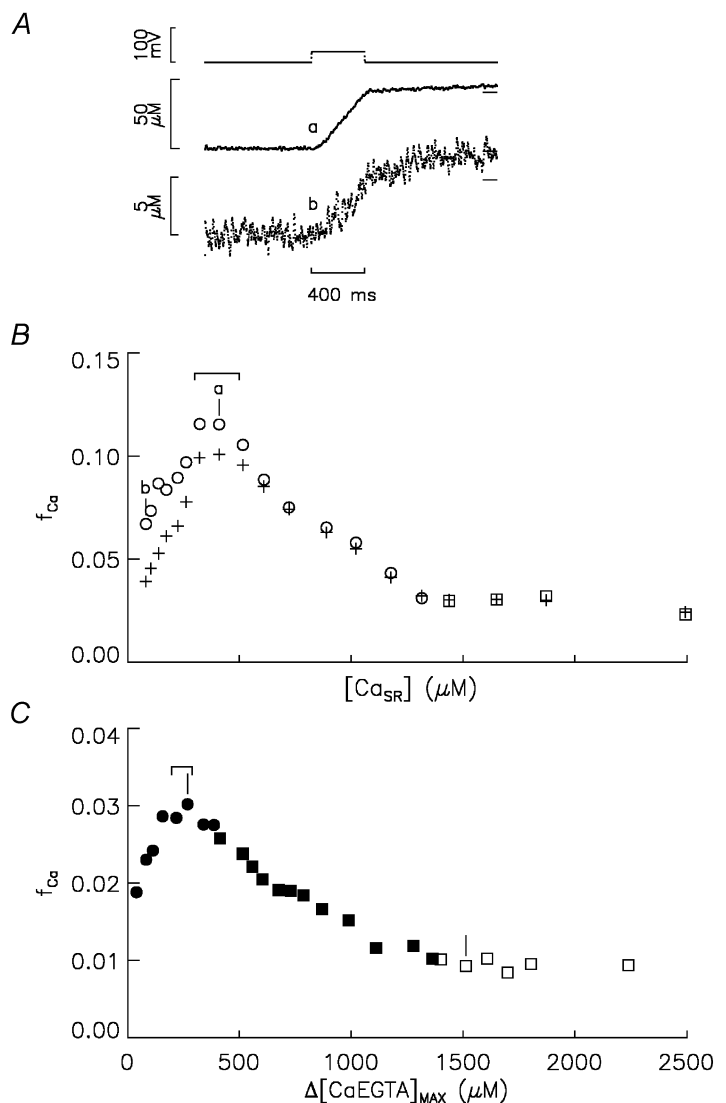 A
100
mV
50
μM
a
5
μM
b
400 ms
B
0.15
0.10
0.05
0.00
f_Ca
a
b
[Ca_SR] (μM)
C
0.04
0.03
0.02
0.01
0.00
f_Ca
0 500 1000 1500 2000 2500
Δ[CaEGTA]_MAX (μM)